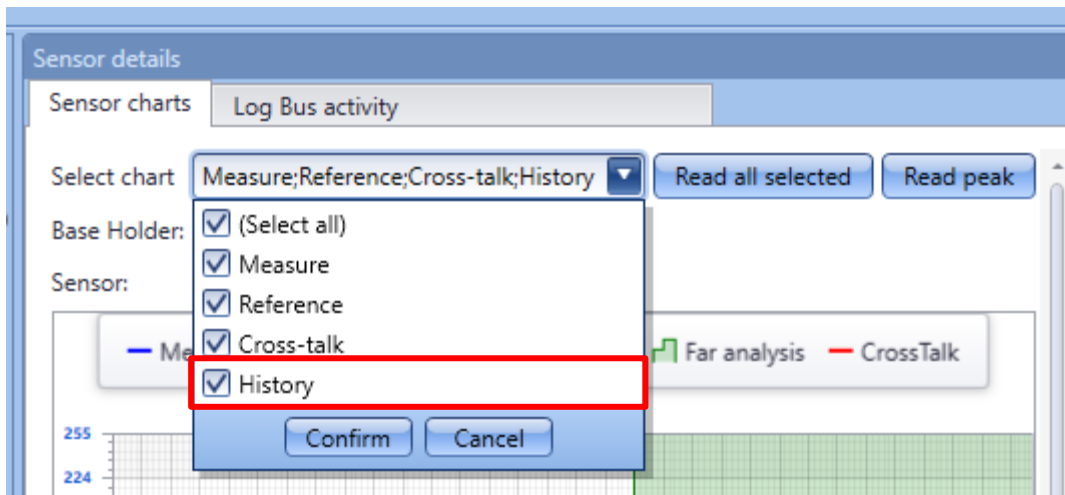 Sensor details
Sensor charts Log Bus activity
Select chart Measure;Reference;Cross-talk;History Read all selected Read peak
Base Holder: (Select all)
Measure
Sensor:
Reference
Cross-talk
Far analysis CrossTalk
History
Confirm Cancel
255
224